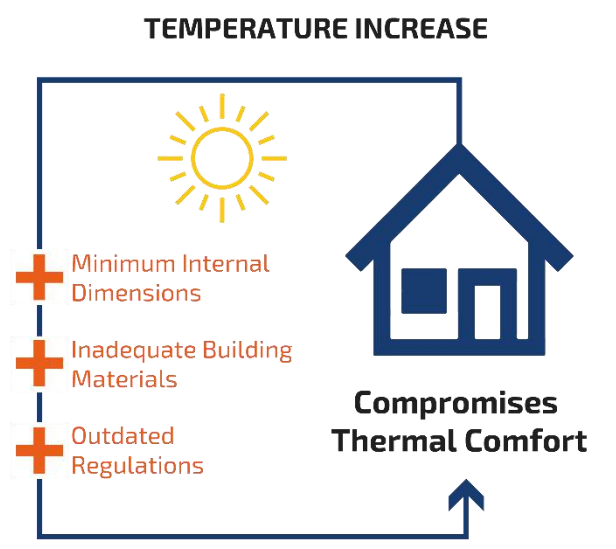 TEMPERATURE INCREASE
Minimum Internal
Dimensions
Inadequate Building
Materials
Outdated
Regulations
Compromises
Thermal Comfort